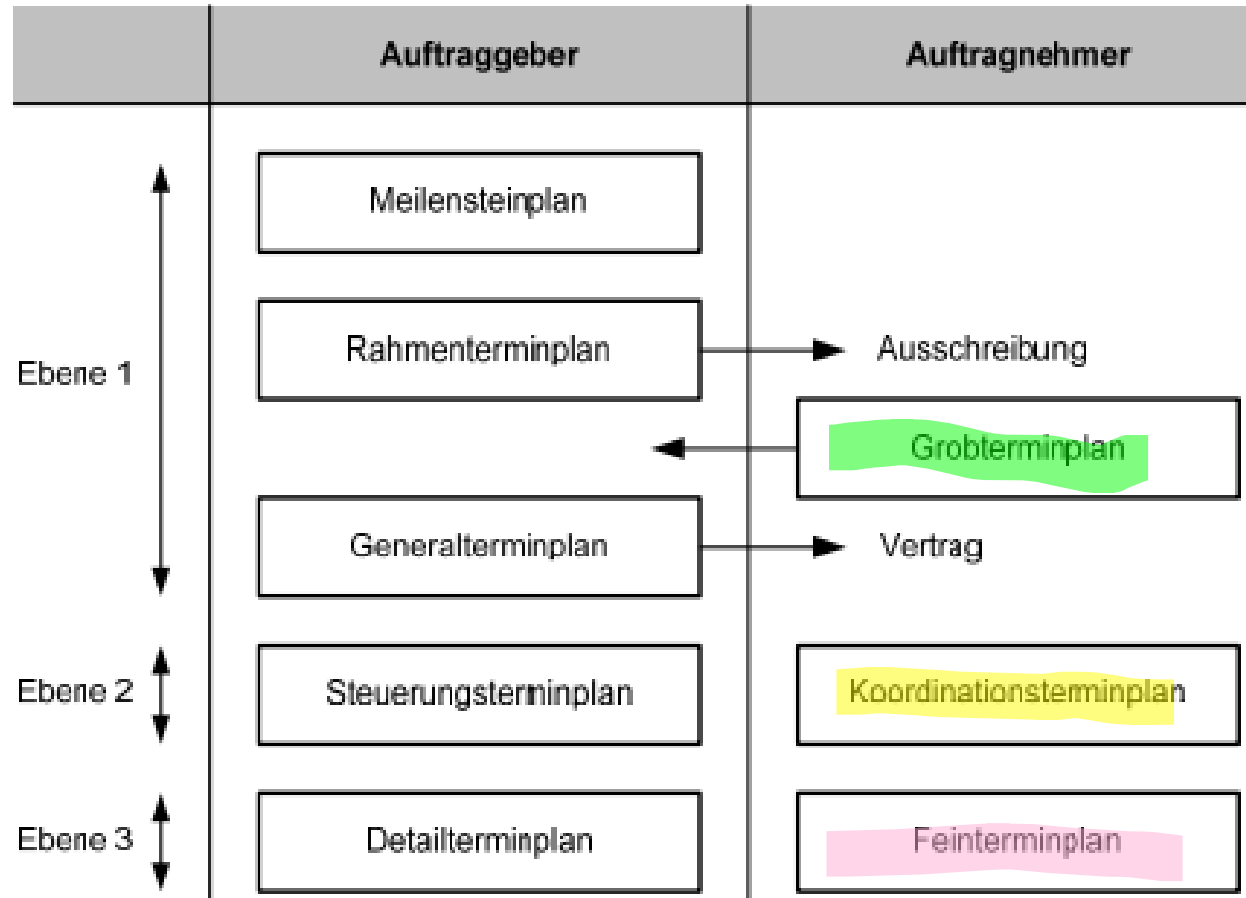 Auftraggeber Auftragnehmer
Meilensteinplan
Ebene 1
Rahmenterminplan Ausschreibung
Grobterminplan
Generalterminplan Vertrag
Ebene 2 Steuerungsterminplan Koordinationsterminplan
Ebene 3 Detailterminplan Feinterminplan